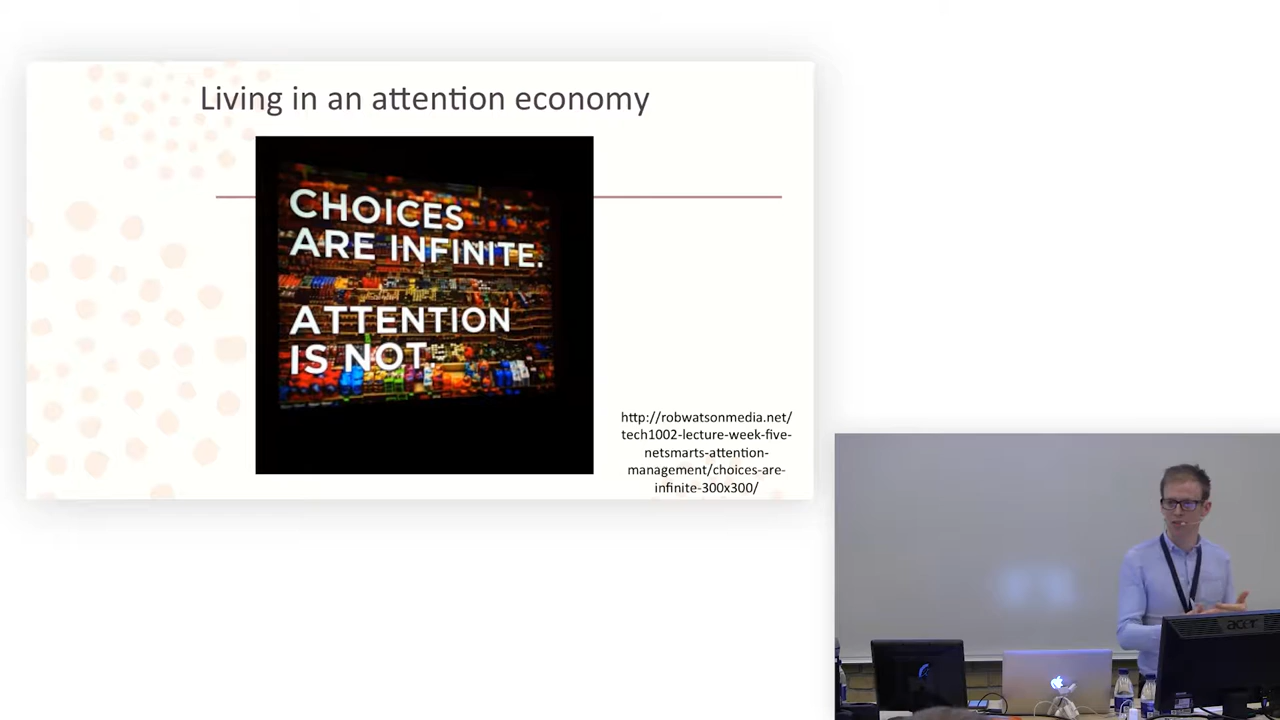 Living in an attention economy
CHOICES
ARE INFINITE.
ATTENTION
IS NOT.
http://robwatsonmedia.net/
tech1002-lecture-week-five-
netsmarts-attention-
management/choices-are-
infinite-300x300/
acer